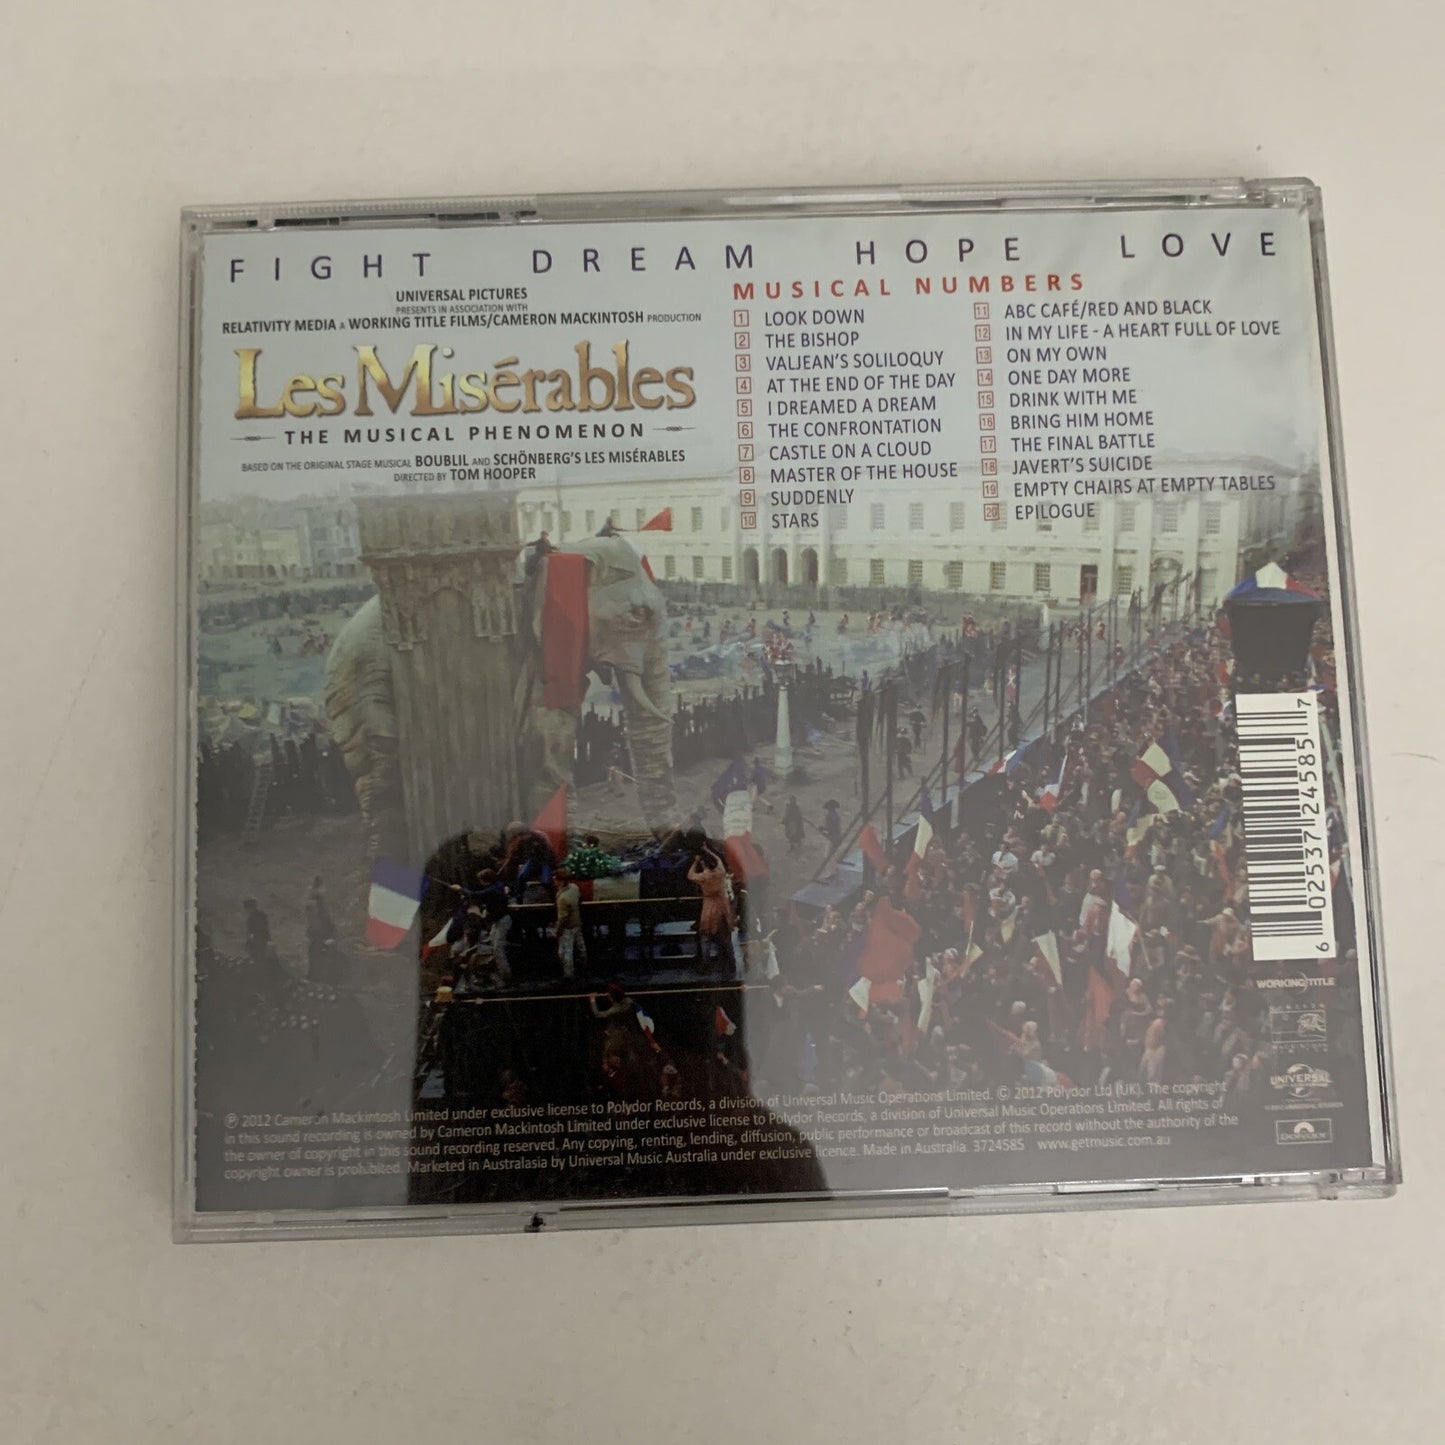 FIGHT DREAM HOPE LOVE
UNIVERSAL PICTURES
PRESENTS IN ASSOCIATION WITH
RELATIVITY MEDIA A WORKING TITLE FILMS/CAMERON MACKINTOSH PRODUCTION
Les Misérables
THE MUSICAL PHENOMENON
BASED ON THE ORIGINAL STAGE MUSICAL BOUBLIL AND SCHÖNBERG'S LES MISÉRABLES
DIRECTED BY TOM HOOPER
MUSICAL NUMBERS
1 LOOK DOWN
2 THE BISHOP
3 VALJEAN'S SOLILOQUY
4 AT THE END OF THE DAY
5 I DREAMED A DREAM
6 THE CONFRONTATION
7 CASTLE ON A CLOUD
8 MASTER OF THE HOUSE
9 SUDDENLY
10 STARS
11 ABC CAFÉ/RED AND BLACK
12 IN MY LIFE - A HEART FULL OF LOVE
13 ON MY OWN
14 ONE DAY MORE
15 DRINK WITH ME
16 BRING HIM HOME
17 THE FINAL BATTLE
18 JAVERT'S SUICIDE
19 EMPTY CHAIRS AT EMPTY TABLES
20 EPILOGUE
6 02537 24585 7
WORKING TITLE
UNIVERSAL
polydor
℗ 2012 Cameron Mackintosh Limited under exclusive license to Polydor Records, a division of Universal Music Operations Limited. © 2012 Polydor Ltd (UK). The copyright
in this sound recording is owned by Cameron Mackintosh Limited under exclusive license to Polydor Records, a division of Universal Music Operations Limited. All rights of
the owner of copyright in this sound recording reserved. Any copying, renting, lending, diffusion, public performance or broadcast of this record without the authority of the
copyright owner is prohibited. Marketed in Australasia by Universal Music Australia under exclusive licence. Made in Australia. 3724585 www.getmusic.com.au